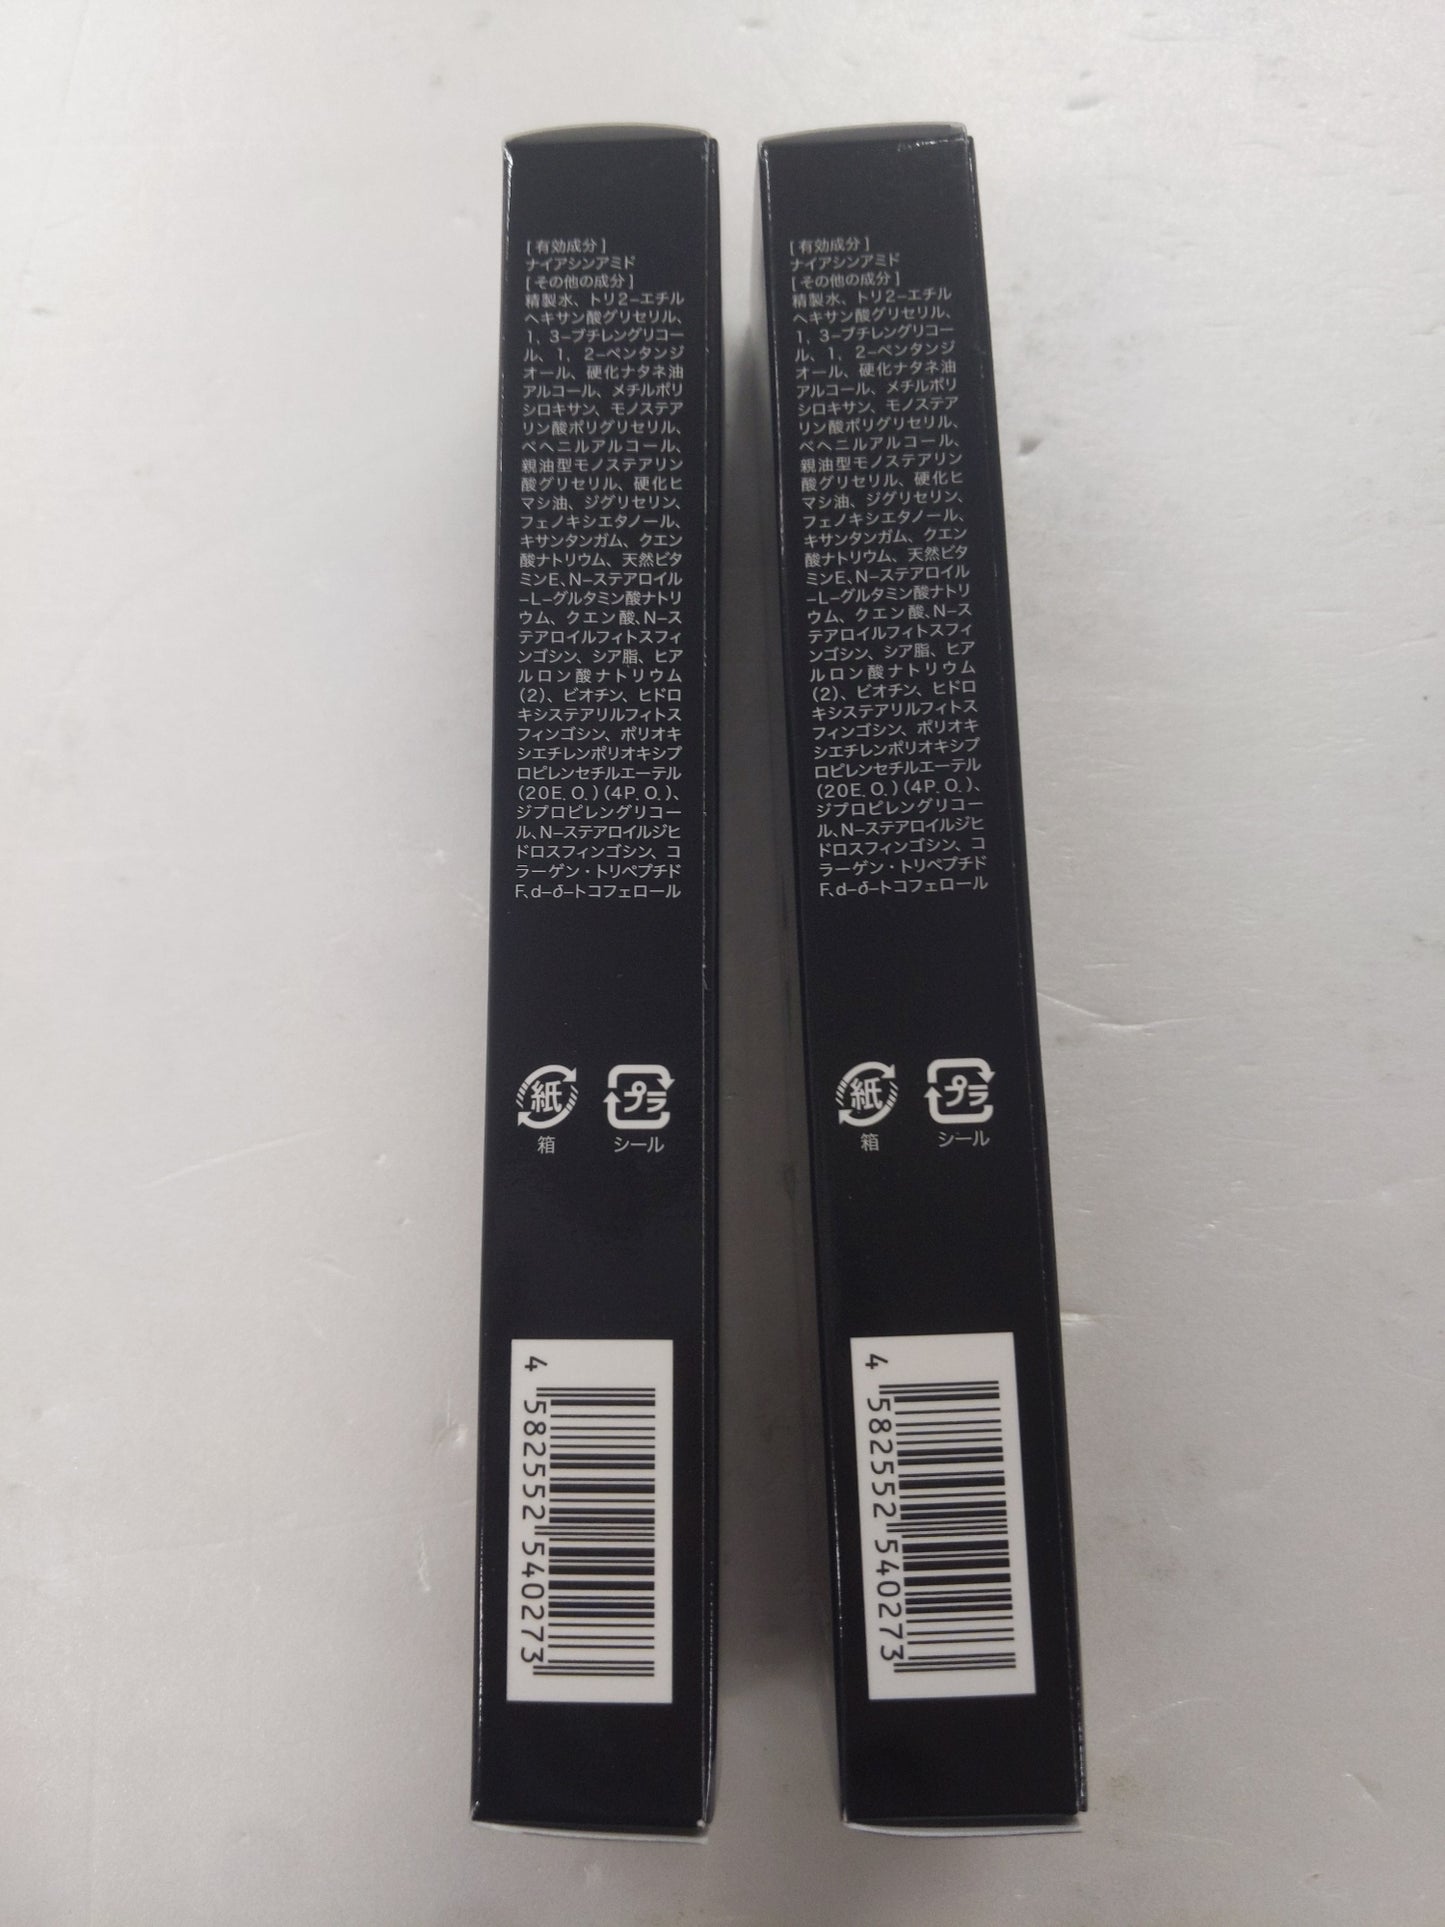 [有効成分]
ナイアシンアミド
[その他の成分]
精製水、トリ2−エチル
ヘキサン酸グリセリル、
1，3−ブチレングリコー
ル、1，2−ペンタンジ
オール、硬化ナタネ油
アルコール、メチルポリ
シロキサン、モノステア
リン酸ポリグリセリル、
ベヘニルアルコール、
親油型モノステアリン
酸グリセリル、硬化ヒ
マシ油、ジグリセリン、
フェノキシエタノール、
キサンタンガム、クエン
酸ナトリウム、天然ビタ
ミンE、N−ステアロイル
−L−グルタミン酸ナトリ
ウム、クエン酸、N−ス
テアロイルフィトスフィ
ンゴシン、シア脂、ヒア
ルロン酸ナトリウム
(2)、ビオチン、ヒドロ
キシステアリルフィトス
フィンゴシン、ポリオキ
シエチレンポリオキシプ
ロピレンセチルエーテル
(20E.O.)(4P.O.)、
ジプロピレングリコー
ル、N−ステアロイルジヒ
ドロスフィンゴシン、コ
ラーゲン・トリペプチド
F、d−δ−トコフェロール
紙 プラ
箱 シール
4 582552 540273
[有効成分]
ナイアシンアミド
[その他の成分]
精製水、トリ2−エチル
ヘキサン酸グリセリル、
1，3−ブチレングリコー
ル、1，2−ペンタンジ
オール、硬化ナタネ油
アルコール、メチルポリ
シロキサン、モノステア
リン酸ポリグリセリル、
ベヘニルアルコール、
親油型モノステアリン
酸グリセリル、硬化ヒ
マシ油、ジグリセリン、
フェノキシエタノール、
キサンタンガム、クエン
酸ナトリウム、天然ビタ
ミンE、N−ステアロイル
−L−グルタミン酸ナトリ
ウム、クエン酸、N−ス
テアロイルフィトスフィ
ンゴシン、シア脂、ヒア
ルロン酸ナトリウム
(2)、ビオチン、ヒドロ
キシステアリルフィトス
フィンゴシン、ポリオキ
シエチレンポリオキシプ
ロピレンセチルエーテル
(20E.O.)(4P.O.)、
ジプロピレングリコー
ル、N−ステアロイルジヒ
ドロスフィンゴシン、コ
ラーゲン・トリペプチド
F、d−δ−トコフェロール
紙 プラ
箱 シール
4 582552 540273